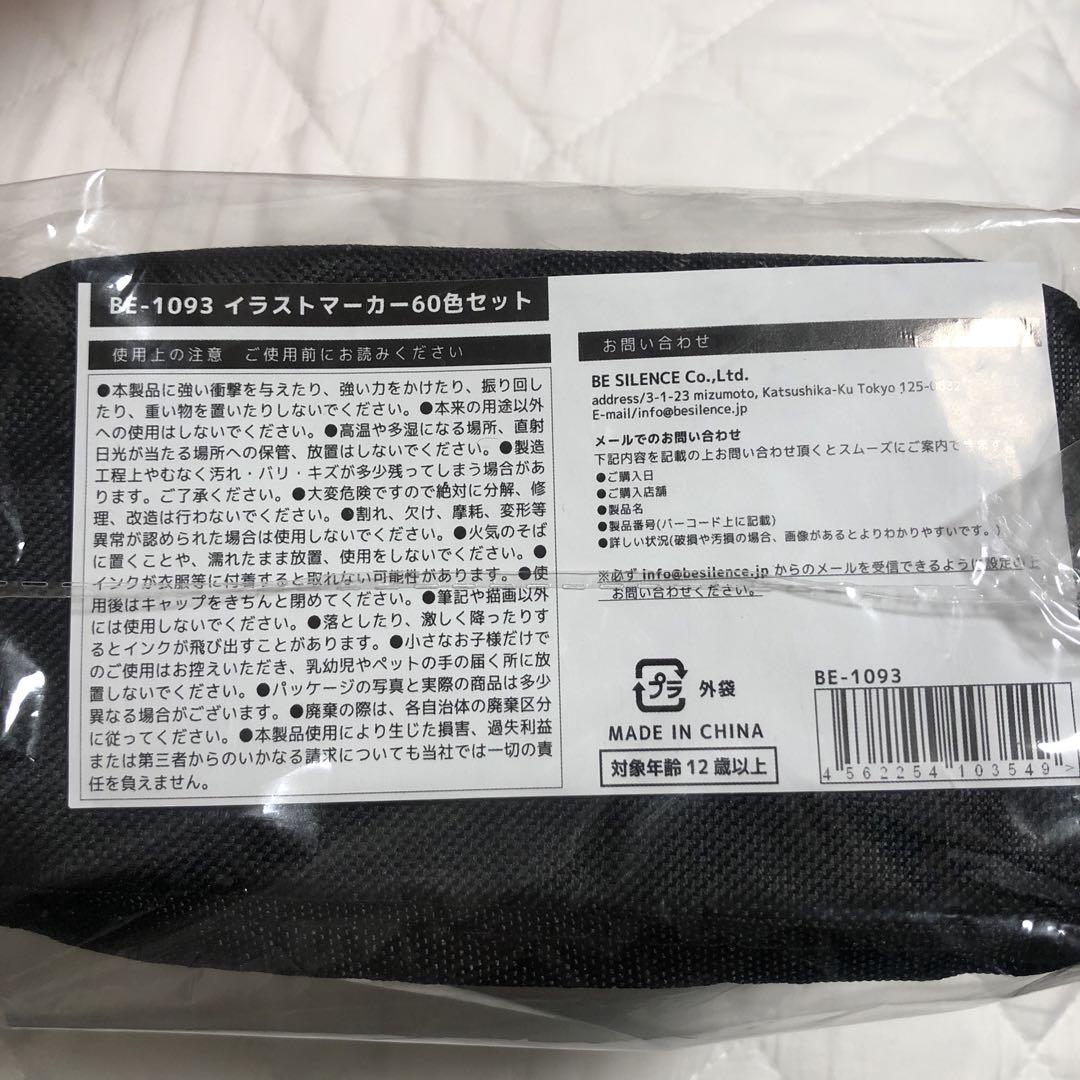 BE-1093 イラストマーカー60色セット
使用上の注意 ご使用前にお読みください
●本製品に強い衝撃を与えたり、強い力をかけたり、振り回し
たり、重い物を置いたりしないでください。●本来の用途以外
への使用はしないでください。●高温や多湿になる場所、直射
日光が当たる場所への保管、放置はしないでください。●製造
工程上やむなく汚れ・バリ・キズが多少残ってしまう場合があ
ります。ご了承ください。●大変危険ですので絶対に分解、修
理、改造は行わないでください。●割れ、欠け、摩耗、変形等
異常が認められた場合は使用しないでください。●火気のそば
に置くことや、濡れたまま放置、使用をしないでください。●
インクが衣服等に付着すると取れない可能性があります。●使
用後はキャップをきちんと閉めてください。●筆記や描画以外
には使用しないでください。●落としたり、激しく降ったりす
るとインクが飛び出すことがあります。●小さなお子様だけで
のご使用はお控えいただき、乳幼児やペットの手の届く所に放
置しないでください。●パッケージの写真と実際の商品は多少
異なる場合がございます。●廃棄の際は、各自治体の廃棄区分
に従ってください。●本製品使用により生じた損害、過失利益
または第三者からのいかなる請求についても当社では一切の責
任を負えません。
お問い合わせ
BE SILENCE Co.,Ltd.
address/3-1-23 mizumoto, Katsushika-Ku Tokyo
E-mail/info@besilence.jp
メールでのお問い合わせ
下記内容を記載の上お問い合わせ頂くとスムーズにご案内で
●ご購入日
●ご購入店舗
●製品名
●製品番号(バーコード上に記載)
●詳しい状況(破損や汚損の場合、画像があるとよりわかりやすいです。)
※必ず info@besilence.jp からのメールを受信できるように設定の上
お問い合わせください。
プラ 外袋
MADE IN CHINA
対象年齢 12 歳以上
BE-1093
4 562254 103549 >